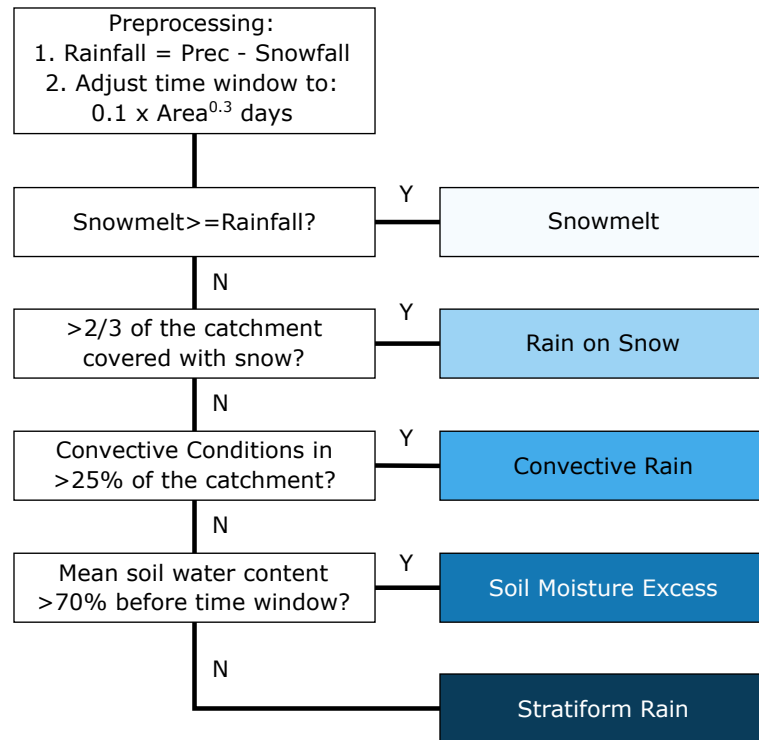 Preprocessing:
1. Rainfall = Prec - Snowfall
2. Adjust time window to:
0.1 x Area^0.3 days
Snowmelt>=Rainfall?
Y
Snowmelt
N
>2/3 of the catchment
covered with snow?
Y
Rain on Snow
N
Convective Conditions in
>25% of the catchment?
Y
Convective Rain
N
Mean soil water content
>70% before time window?
Y
Soil Moisture Excess
N
Stratiform Rain